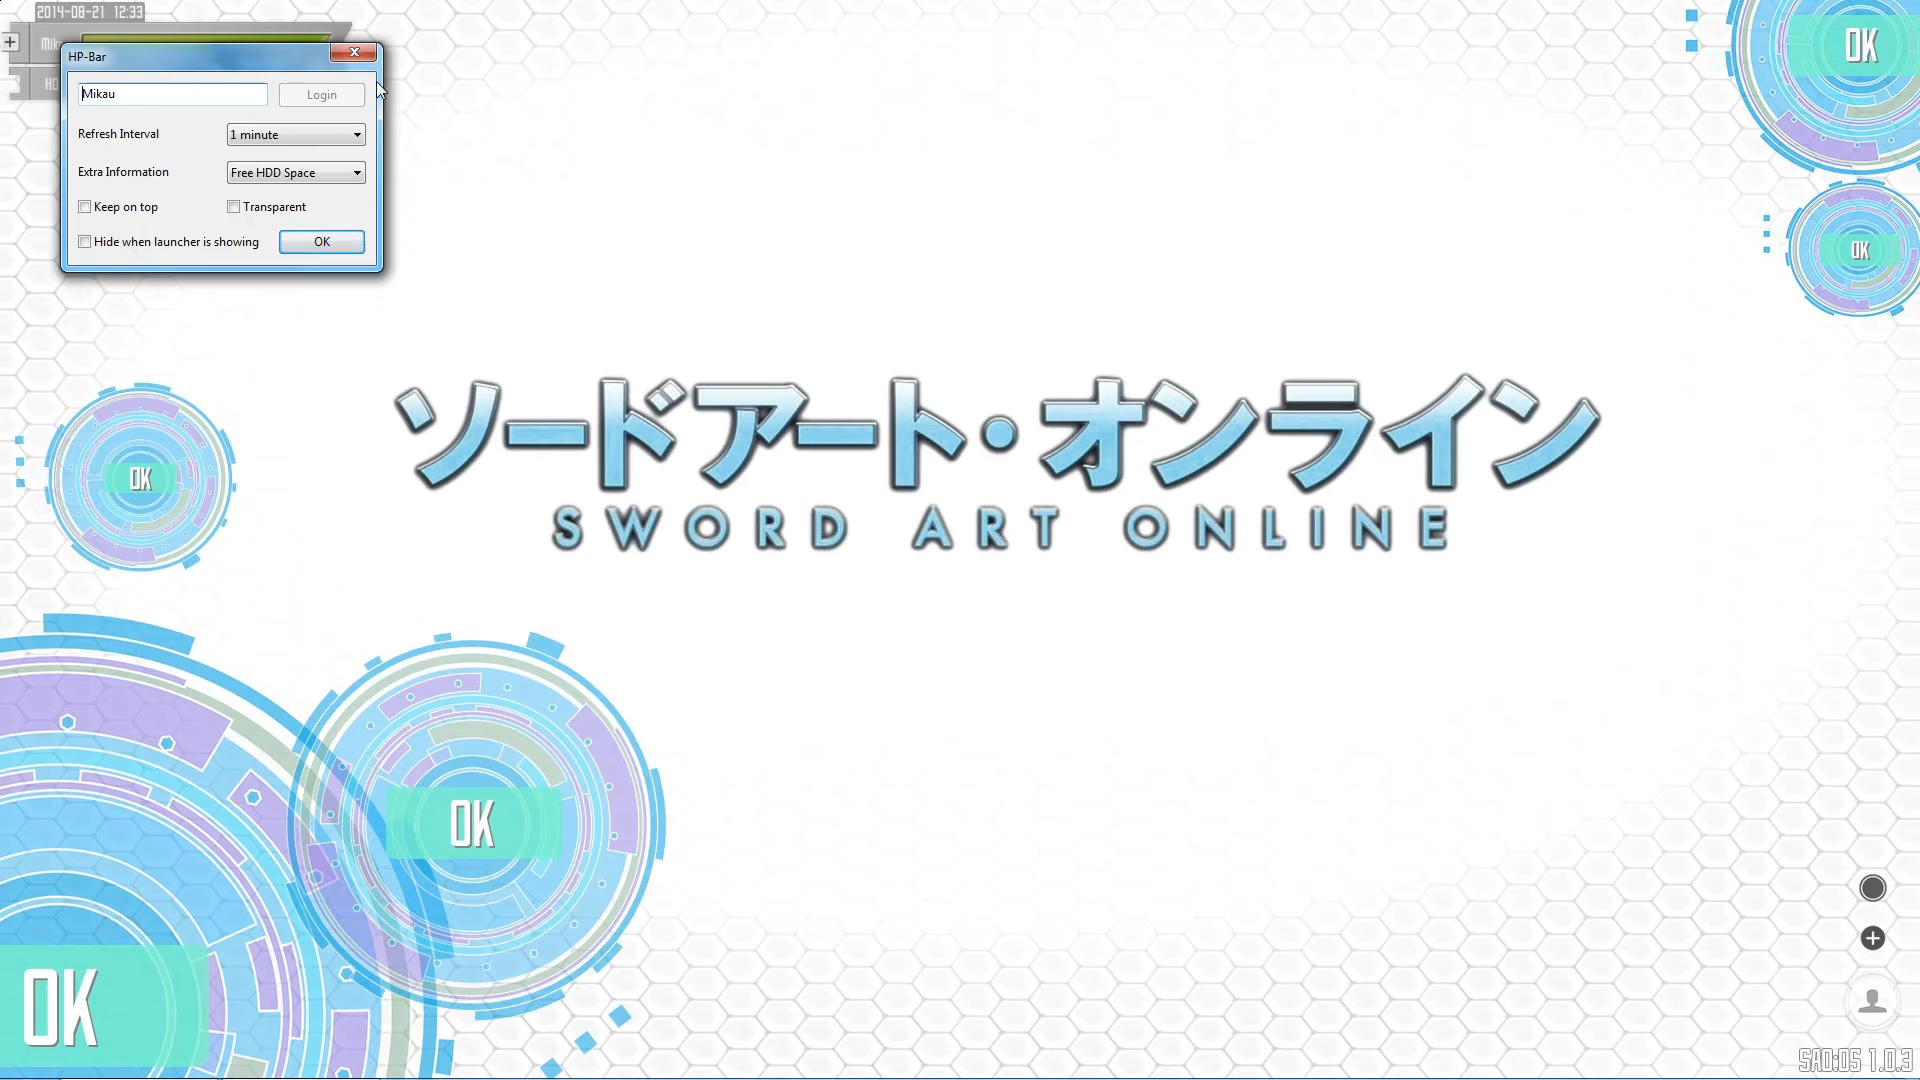 2014-08-21 12:33
HP-Bar
Mikau
Login
Refresh Interval
1 minute
Extra Information
Free HDD Space
Keep on top
Transparent
Hide when launcher is showing
OK
OK
OK
ソードアート・オンライン
SWORD ART ONLINE
OK
OK
OK
SAO:OS 1.0.3